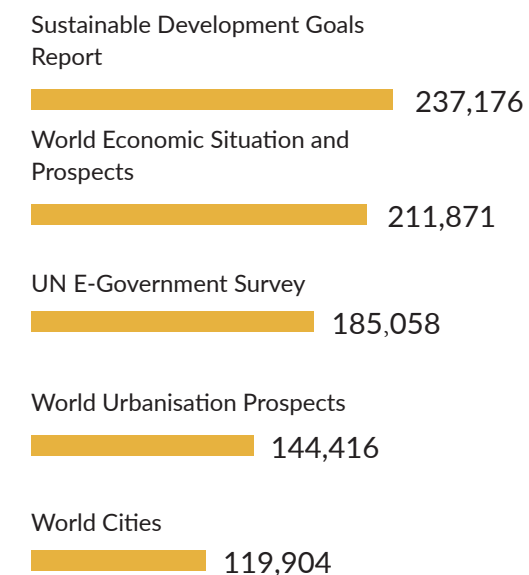 Sustainable Development Goals
Report
237,176
World Economic Situation and
Prospects
211,871
UN E-Government Survey
185,058
World Urbanisation Prospects
144,416
World Cities
119,904